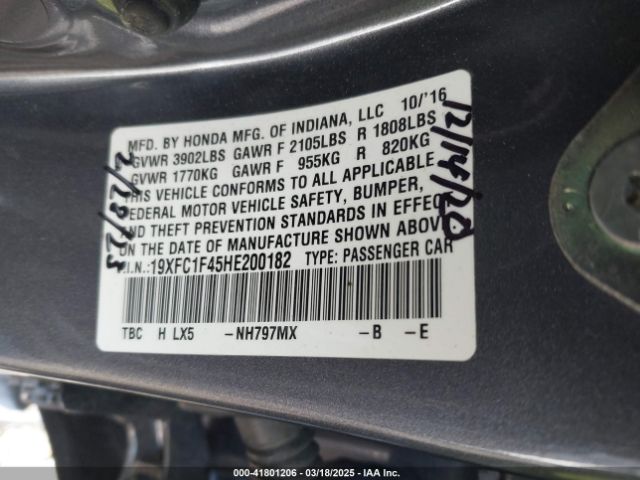 MFD. BY HONDA MFG. OF INDIANA, LLC 10/'16
GVWR 3902LBS GAWR F 2105LBS R 1808LBS
GVWR 1770KG GAWR F 955KG R 820KG
THIS VEHICLE CONFORMS TO ALL APPLICABLE
FEDERAL MOTOR VEHICLE SAFETY, BUMPER,
AND THEFT PREVENTION STANDARDS IN EFFECT
ON THE DATE OF MANUFACTURE SHOWN ABOVE
V.I.N.:19XFC1F45HE200182 TYPE: PASSENGER CAR
TBC H LX5 -NH797MX -B -E
12/14/20
000-41801206 — 03/18/2025 — IAA Inc.